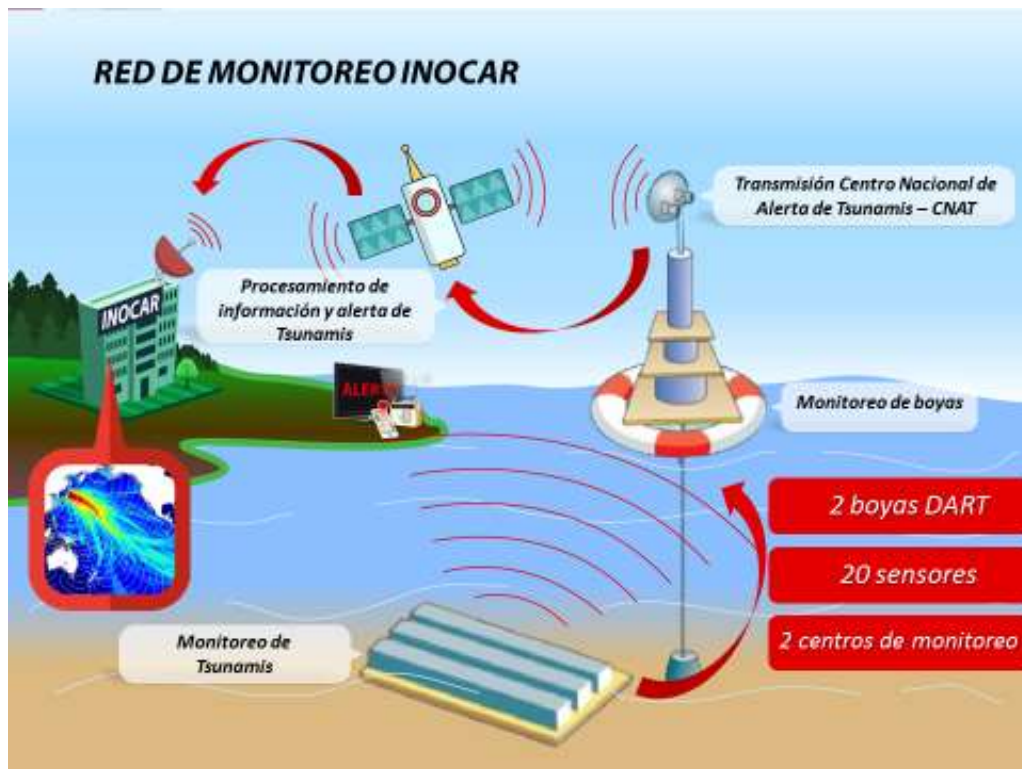 RED DE MONITOREO INOCAR
Transmisión Centro Nacional de
Alerta de Tsunamis – CNAT
Procesamiento de
información y alerta de
Tsunamis
INOCAR
Monitoreo de boyas
2 boyas DART
20 sensores
2 centros de monitoreo
Monitoreo de
Tsunamis